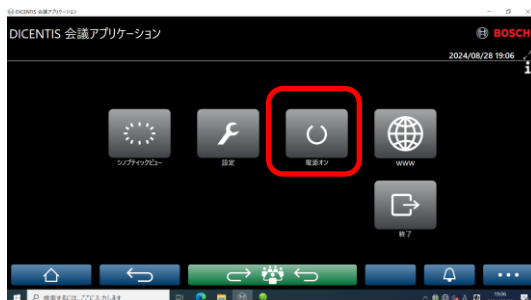 DICENTIS 会議アプリケーション
DICENTIS 会議アプリケーション
BOSCH
2024/08/28 19:06
シノプティックビュー
設定
電源オン
WWW
終了
検索するには、ここに入力します
A
19:06